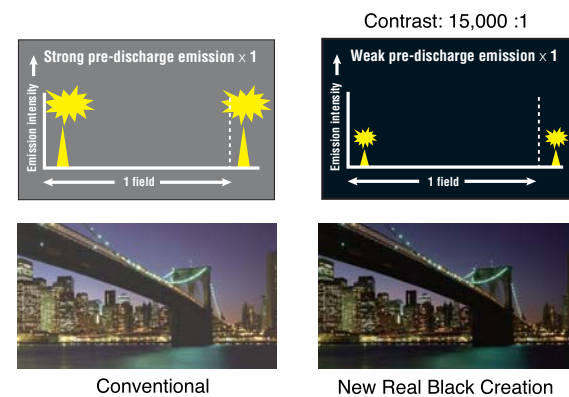 Contrast: 15,000 :1
Strong pre-discharge emission x 1
Emission intensity
1 field
Weak pre-discharge emission x 1
Emission intensity
1 field
Conventional
New Real Black Creation